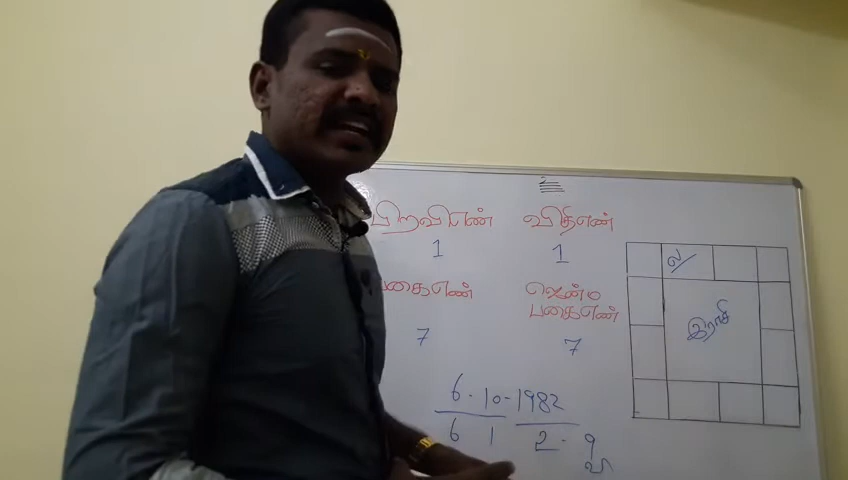 பிறவிஎண் விதிஎண்
1 1
பகைஎண் ஜென்ம
பகைஎண்
7 7
ல/
இராசி
6.10-1982
6 1 2 - 9